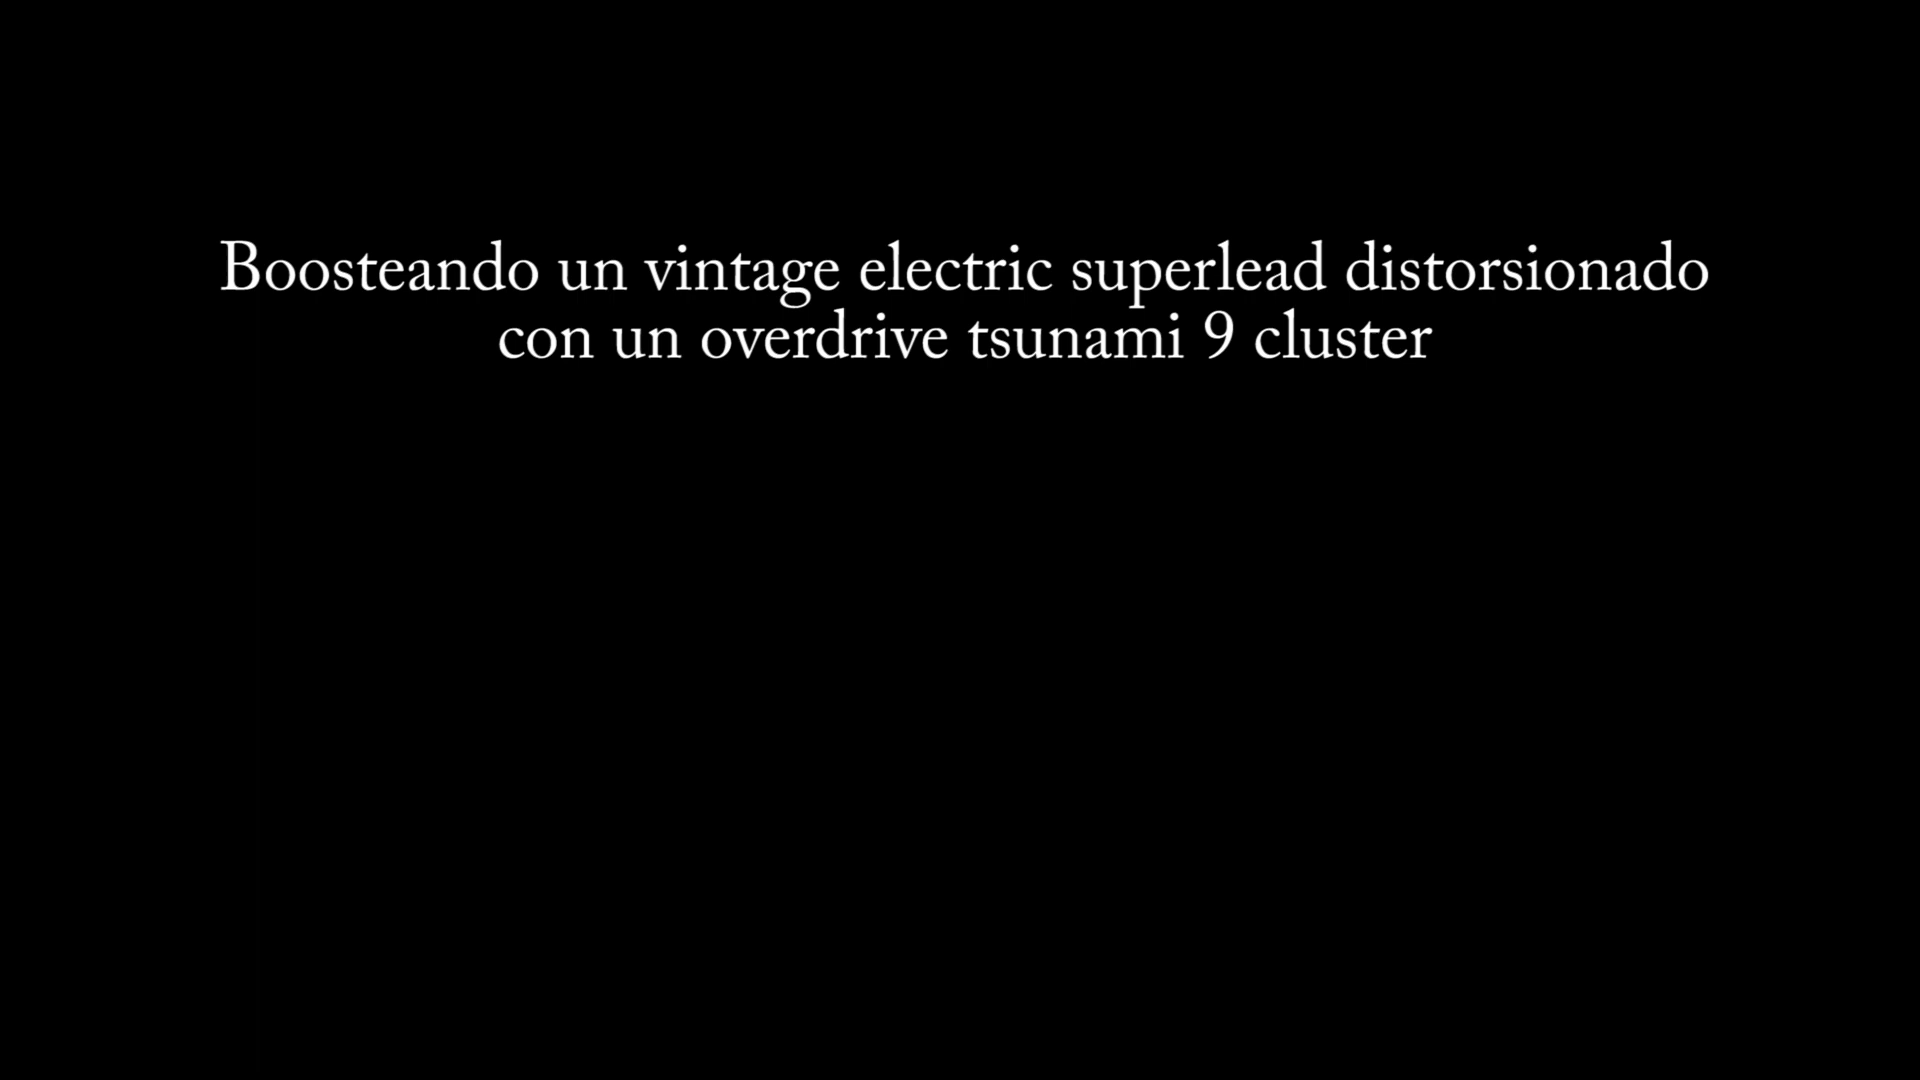 Boosteando un vintage electric superlead distorsionado
con un overdrive tsunami 9 cluster